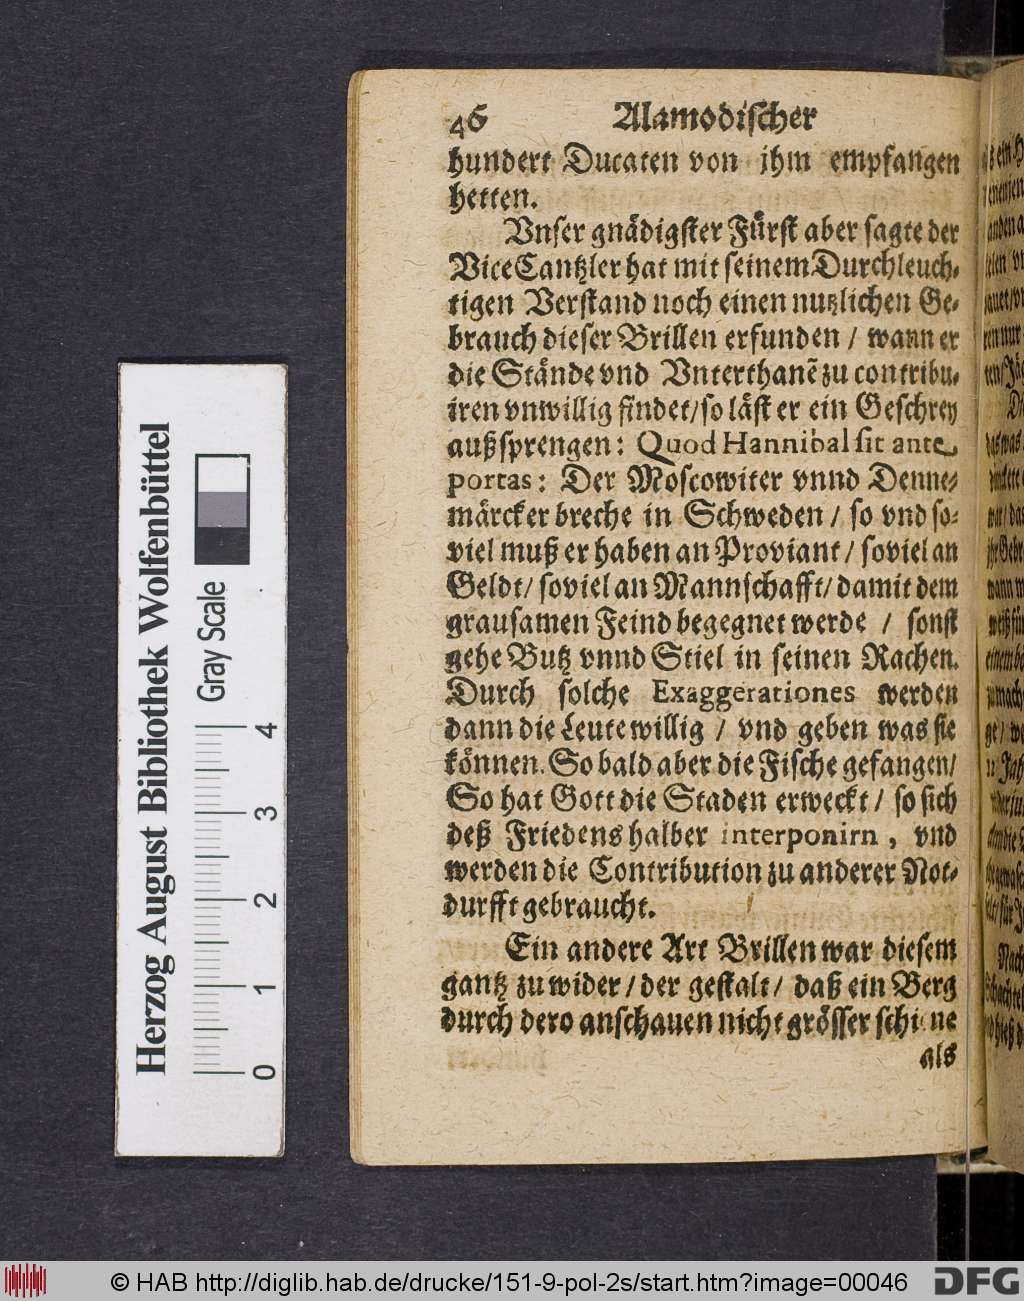 46 Alamodischer
hundert Ducaten von ihm empfangen
hetten.
Vnser gnädigster Fürst aber sagte der
ViceCantzler hat mit seinem Durchleuch-
tigen Verstand noch einen nutzlichen Ge-
brauch dieser Brillen erfunden / wann er
die Stände vnd Vnterthanẽ zu contribu-
iren vnwillig findet/ so läst er ein Geschrey
außsprengen: Quod Hannibal sit ante
portas: Der Moscowiter vnnd Denne-
märcker breche in Schweden / so vnd so-
viel muß er haben an Proviant / soviel an
Geldt/ soviel an Mannschafft/ damit dem
grausamen Feind begegnet werde / sonst
gehe Butz vnnd Stiel in seinen Rachen.
Durch solche Exaggerationes werden
dann die Leute willig / vnd geben was sie
können. So bald aber die Fische gefangen/
So hat Gott die Staden erweckt / so sich
deß Friedens halber interponirn, vnd
werden die Contribution zu anderer Not-
durfft gebraucht.
Ein andere Art Brillen war diesem
gantz zu wider / der gestalt / daß ein Berg
durch dero anschauen nicht grösser schine
als
Herzog August Bibliothek Wolfenbüttel
Gray Scale
0 1 2 3 4
© HAB http://diglib.hab.de/drucke/151-9-pol-2s/start.htm?image=00046
DFG